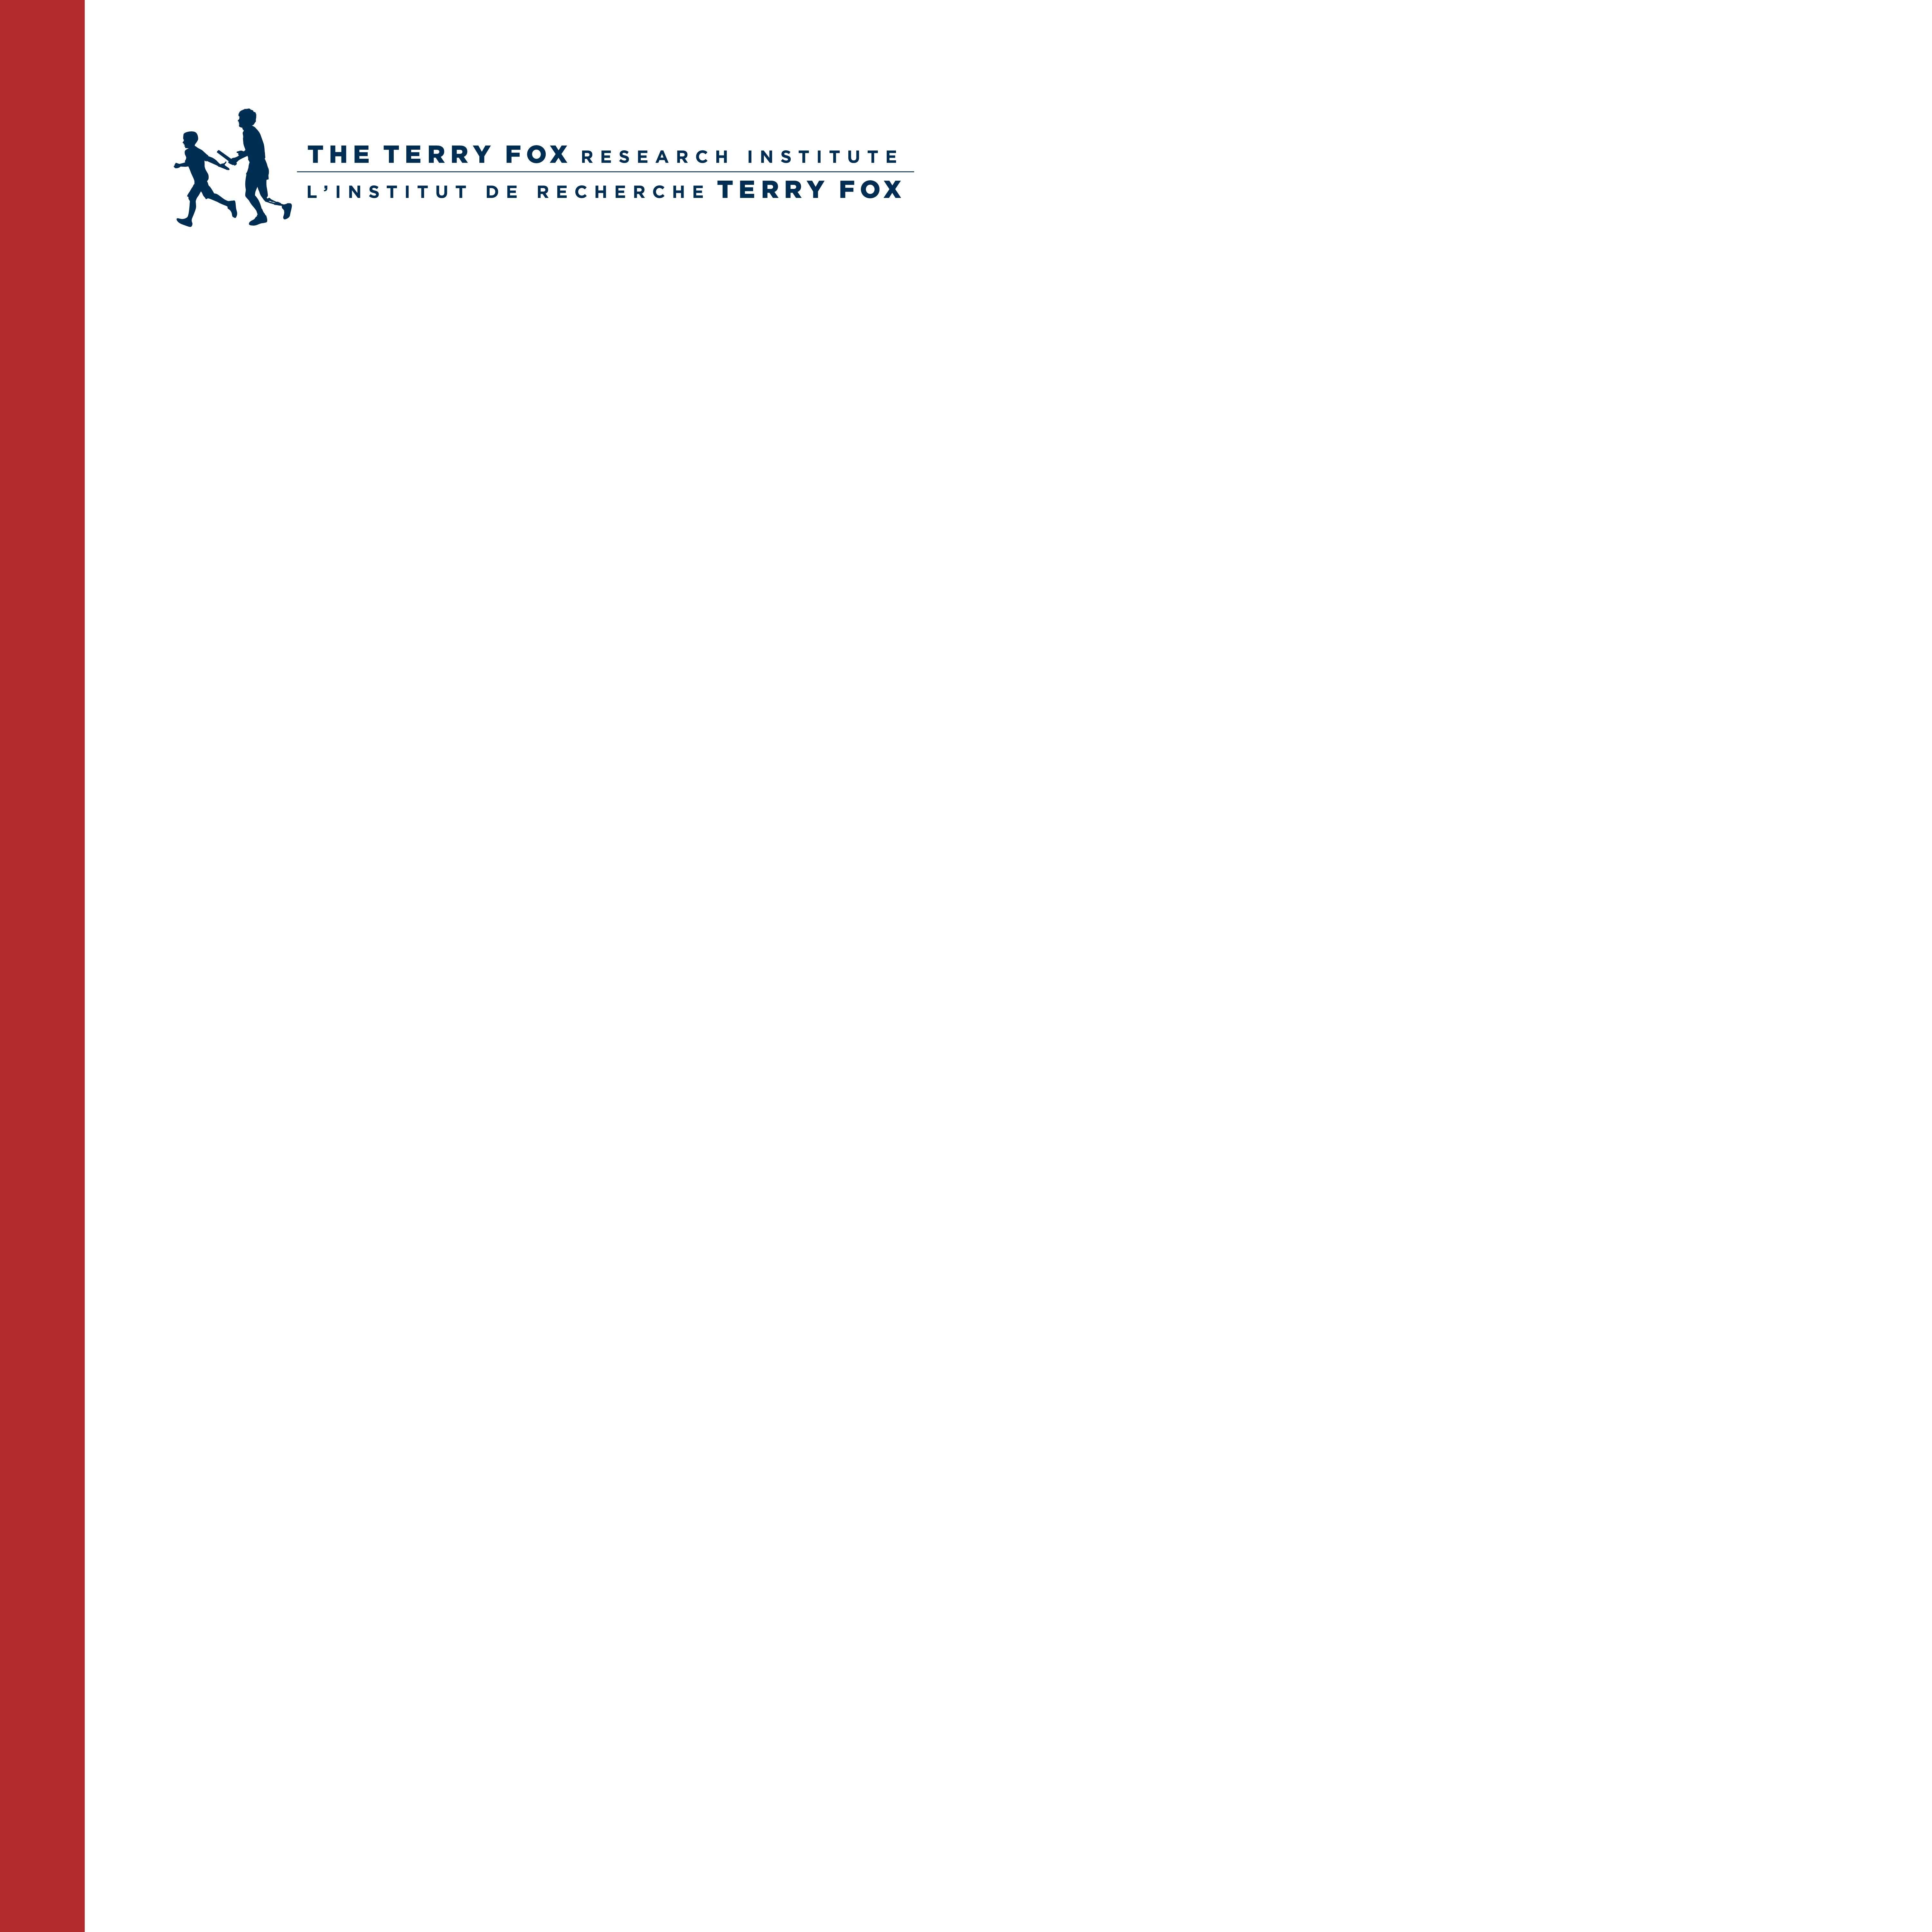 THE TERRY FOX RESEARCH INSTITUTE
L’INSTITUT DE RECHERCHE TERRY FOX